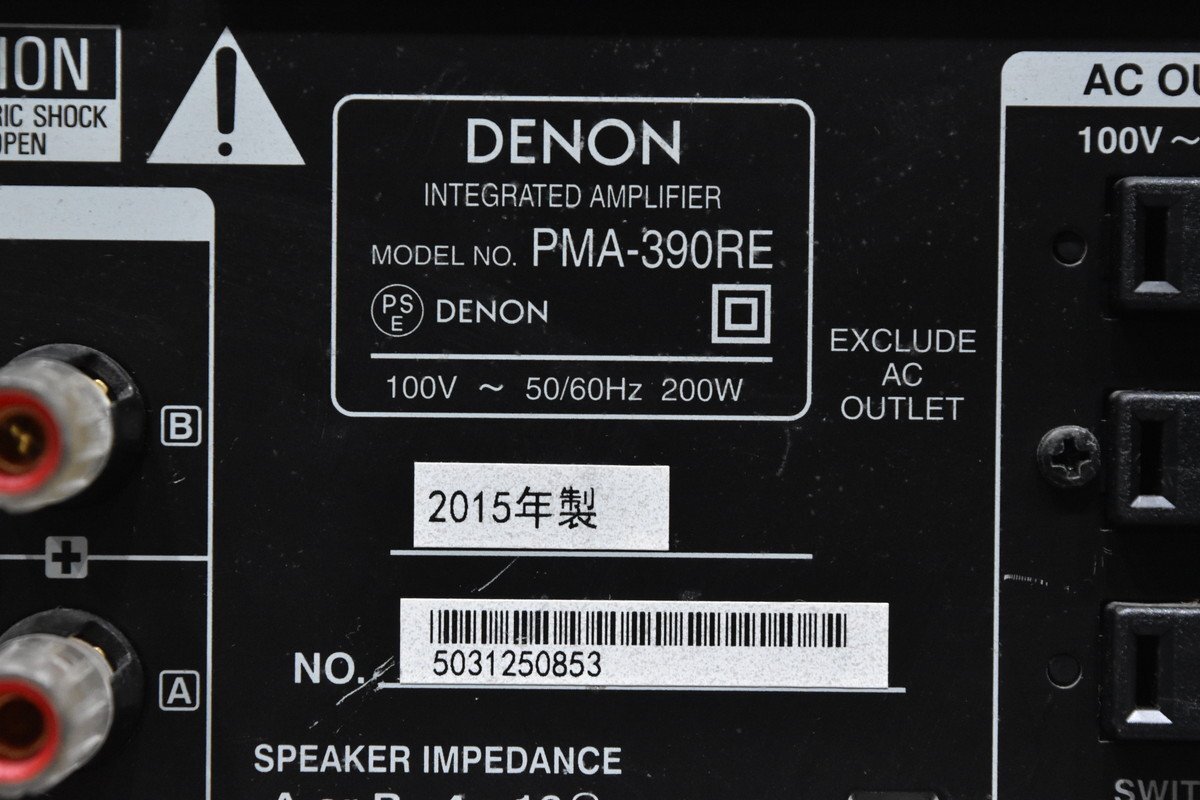 ION
RIC SHOCK
OPEN
DENON
INTEGRATED AMPLIFIER
MODEL NO. PMA-390RE
PS
E
DENON
100V ~ 50/60Hz 200W
EXCLUDE
AC
OUTLET
AC OU
100V ~
B
A
2015年製
NO. 5031250853
SPEAKER IMPEDANCE
SWIT